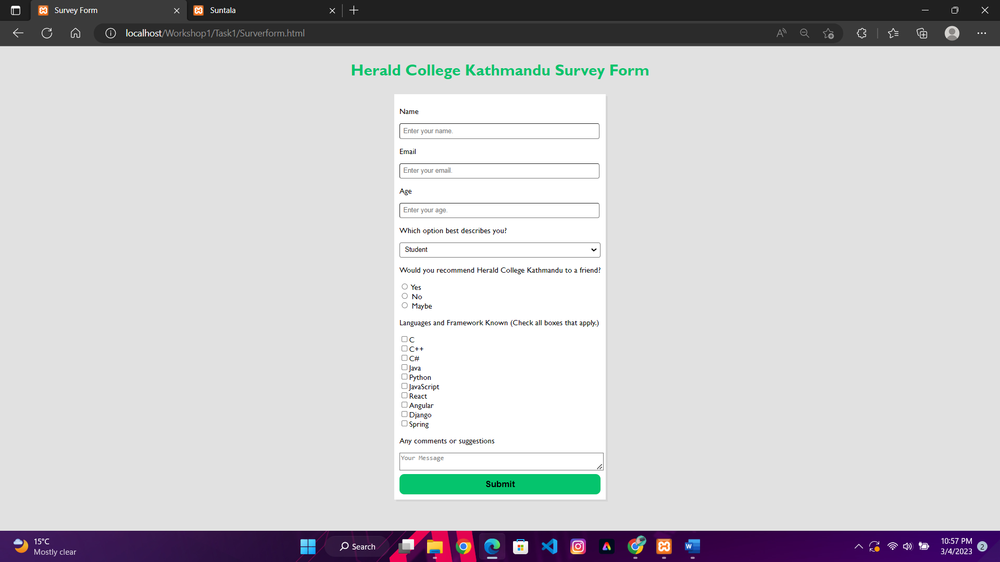 Survey Form
Suntala
localhost/Workshop1/Task1/Surverform.html
Herald College Kathmandu Survey Form
Name
Enter your name.
Email
Enter your email.
Age
Enter your age.
Which option best describes you?
Student
Would you recommend Herald College Kathmandu to a friend?
Yes
No
Maybe
Languages and Framework Known (Check all boxes that apply.)
C
C++
C#
Java
Python
JavaScript
React
Angular
Django
Spring
Any comments or suggestions
Your Message
Submit
15°C
Mostly clear
Search
10:57 PM
3/4/2023
2